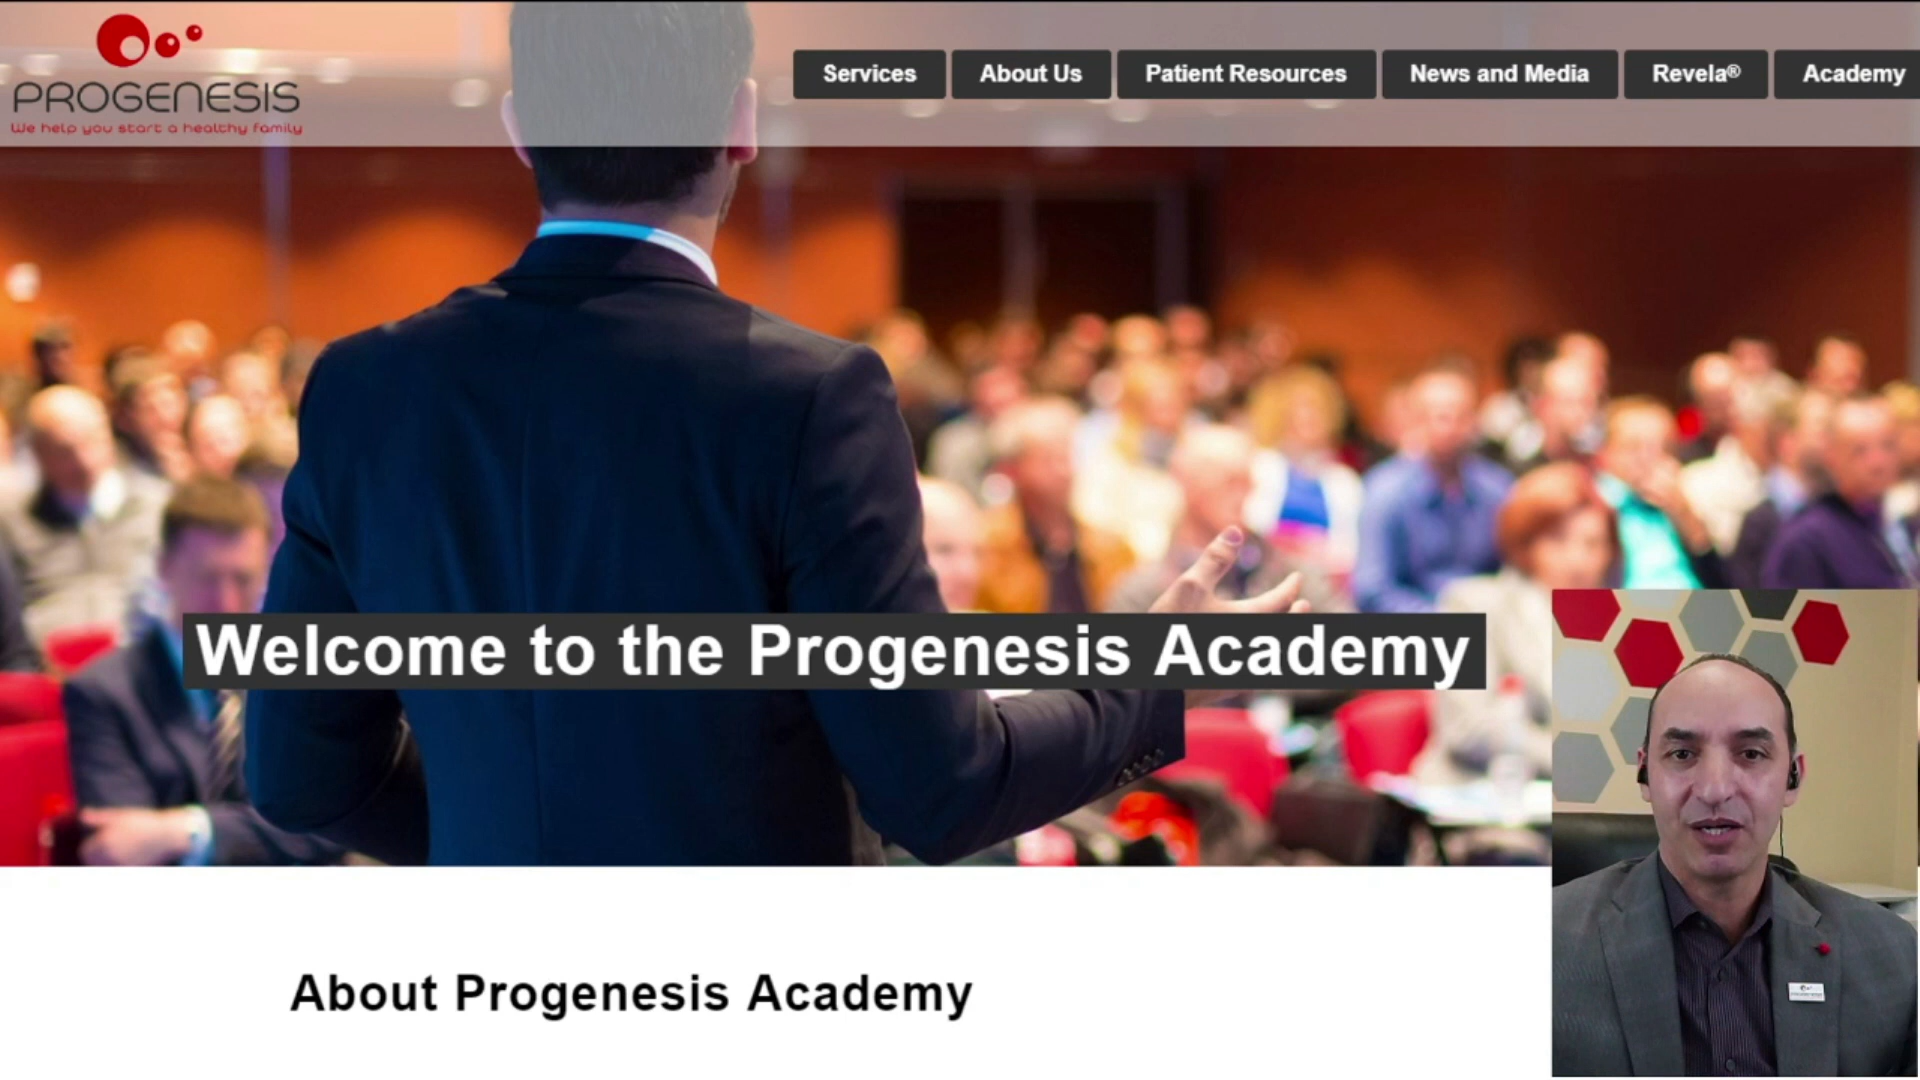 PROGENESIS
We help you start a healthy family
Services
About Us
Patient Resources
News and Media
Revela®
Academy
Welcome to the Progenesis Academy
About Progenesis Academy